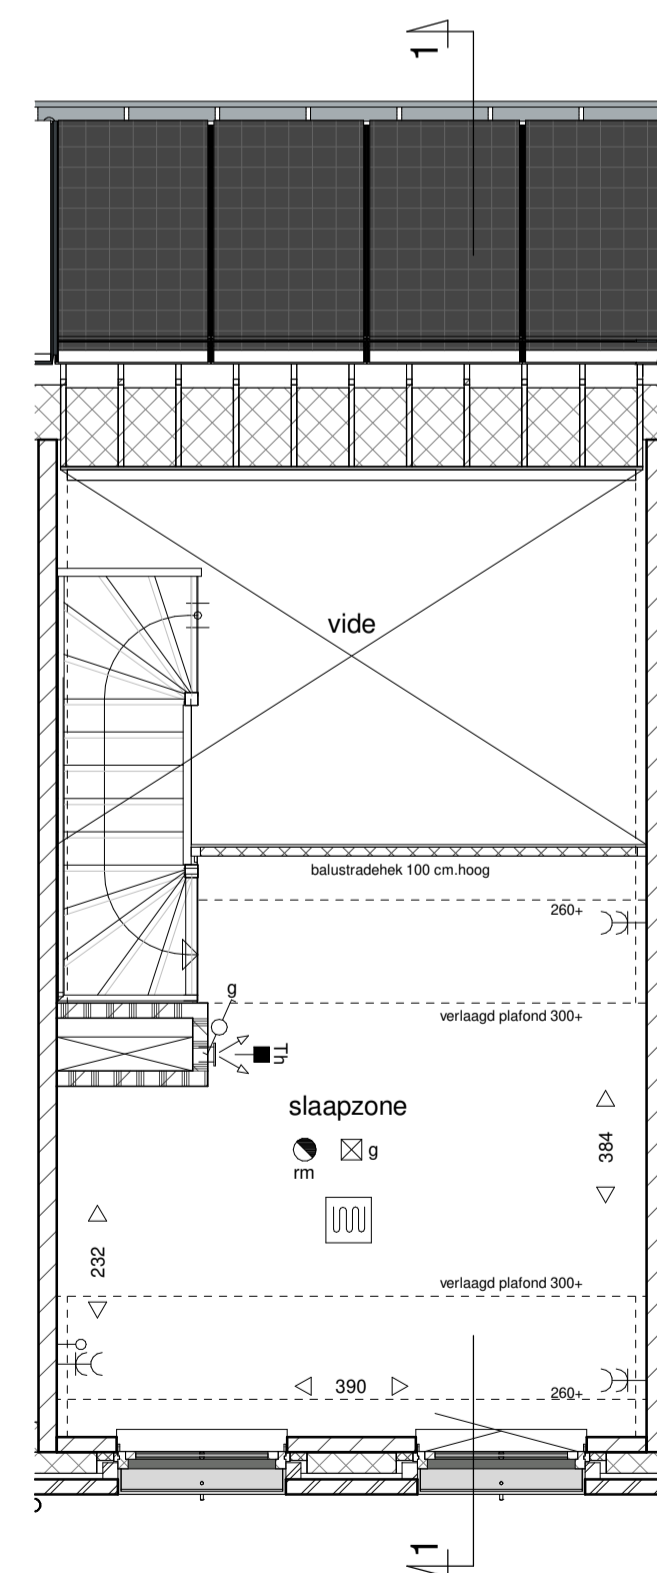 1
vide
balustradehek 100 cm.hoog
260+
verlaagd plafond 300+
g
Th
slaapzone
rm
g
384
232
verlaagd plafond 300+
390
260+
1